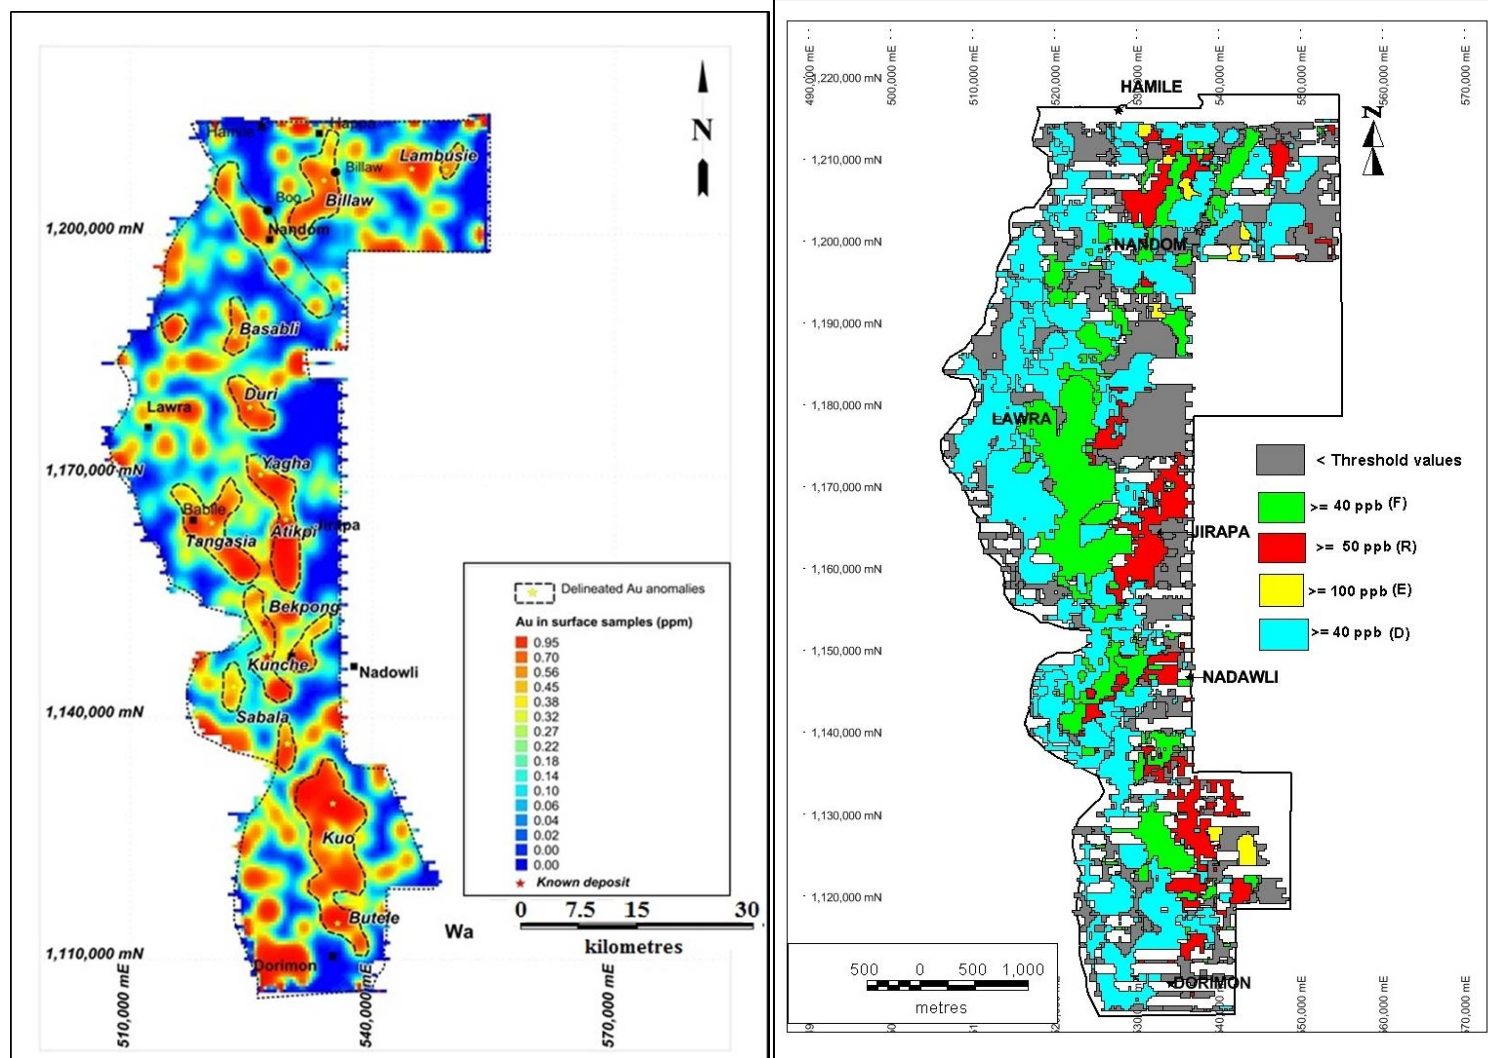 Hamile
Happa
N
Lambusie
Billaw
Billaw
Boo
1,200,000 mN
Nandom
Basabli
Duri
Lawra
Yagha
1,170,000 mN
Babile
Atikpi
Jirapa
Tangasia
Bekpong
Kunche
Nadowli
1,140,000 mN
Sabala
Kuo
Butele
Wa
1,110,000 mN
Dorimon
510,000 mE
540,000 mE
570,000 mE
Delineated Au anomalies
Au in surface samples (ppm)
0.95
0.70
0.56
0.45
0.38
0.32
0.27
0.22
0.18
0.14
0.10
0.06
0.04
0.02
0.00
0.00
Known deposit
0 7.5 15 30
kilometres
490,000 mE
500,000 mE
510,000 mE
520,000 mE
540,000 mE
550,000 mE
560,000 mE
570,000 mE
1,220,000 mN
HAMILE
N
1,210,000 mN
1,200,000 mN
NANDOM
1,190,000 mN
1,180,000 mN
LAWRA
1,170,000 mN
JIRAPA
1,160,000 mN
1,150,000 mN
NADAWLI
1,140,000 mN
1,130,000 mN
1,120,000 mN
DORIMON
< Threshold values
>= 40 ppb (F)
>= 50 ppb (R)
>= 100 ppb (E)
>= 40 ppb (D)
500 0 500 1,000
metres
550,000 mE
560,000 mE
570,000 mE